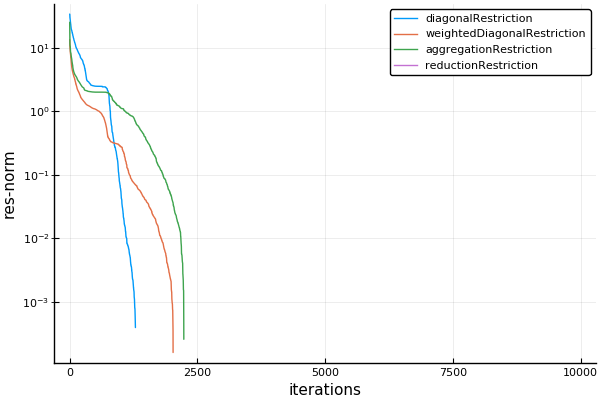 diagonalRestriction
weightedDiagonalRestriction
aggregationRestriction
reductionRestriction
10¹
10⁰
10⁻¹
10⁻²
10⁻³
res-norm
0 2500 5000 7500 10000
iterations